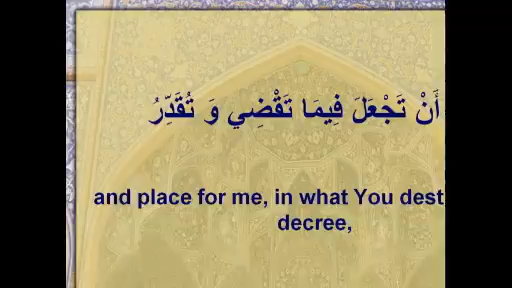 أَنْ تَجْعَلَ فِيمَا تَقْضِي وَ تُقَدِّرُ
and place for me, in what You dest
decree,